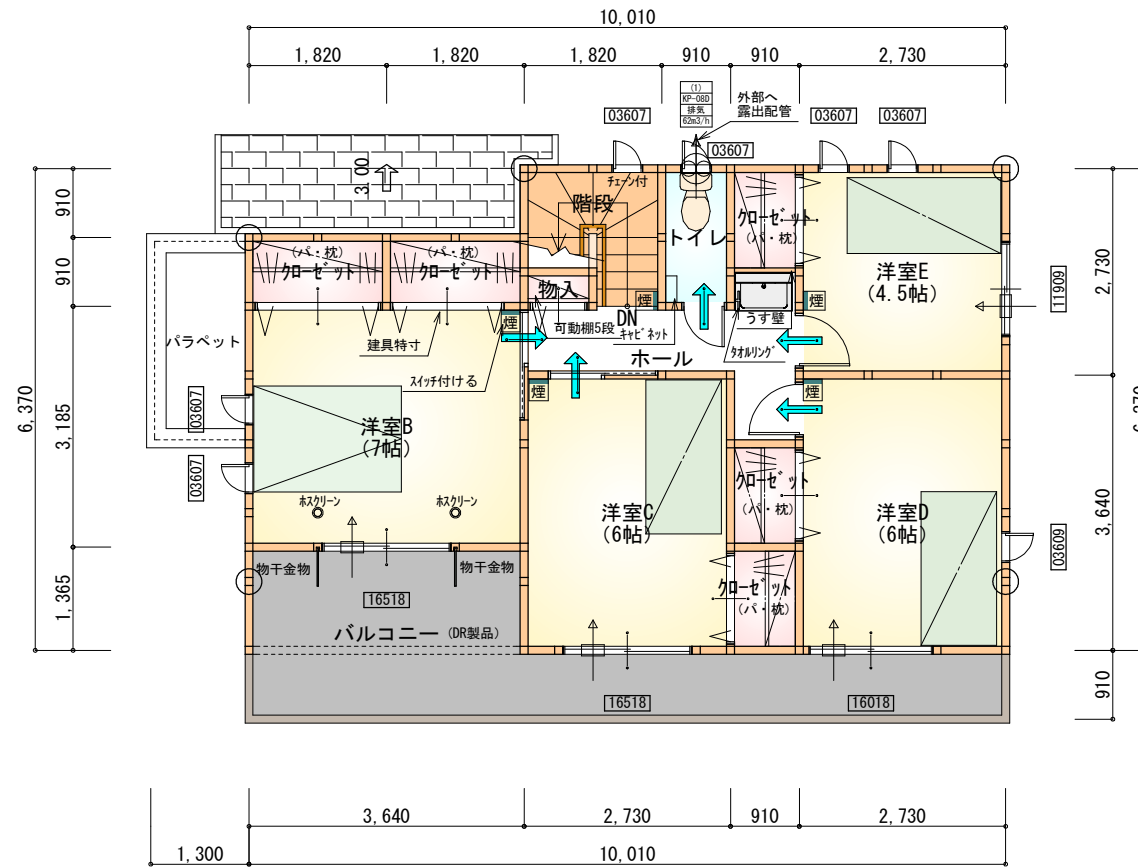 10,010
1,820
1,820
1,820
910
910
2,730
(1)
KP-08D
排気
62m3/h
外部へ
露出配管
03607
03607
03607
03607
3.00
チェーン付
階段
トイレ
クローゼット
(パ・枕)
洋室E
(4.5帖)
11909
910
910
6,370
3,185
1,365
2,730
6,370
3,640
910
(パ・枕)
クローゼット
(パ・枕)
クローゼット
物入
煙
DN
うす壁
煙
煙
パラペット
建具特寸
可動棚5段
キャビネット
タオルリング
ホール
スイッチ付ける
煙
煙
03607
03607
洋室B
(7帖)
ホスクリーン
ホスクリーン
クローゼット
(パ・枕)
洋室C
(6帖)
洋室D
(6帖)
03609
物干金物
物干金物
クローゼット
(パ・枕)
16518
バルコニー (DR製品)
16518
16018
3,640
2,730
910
2,730
1,300
10,010